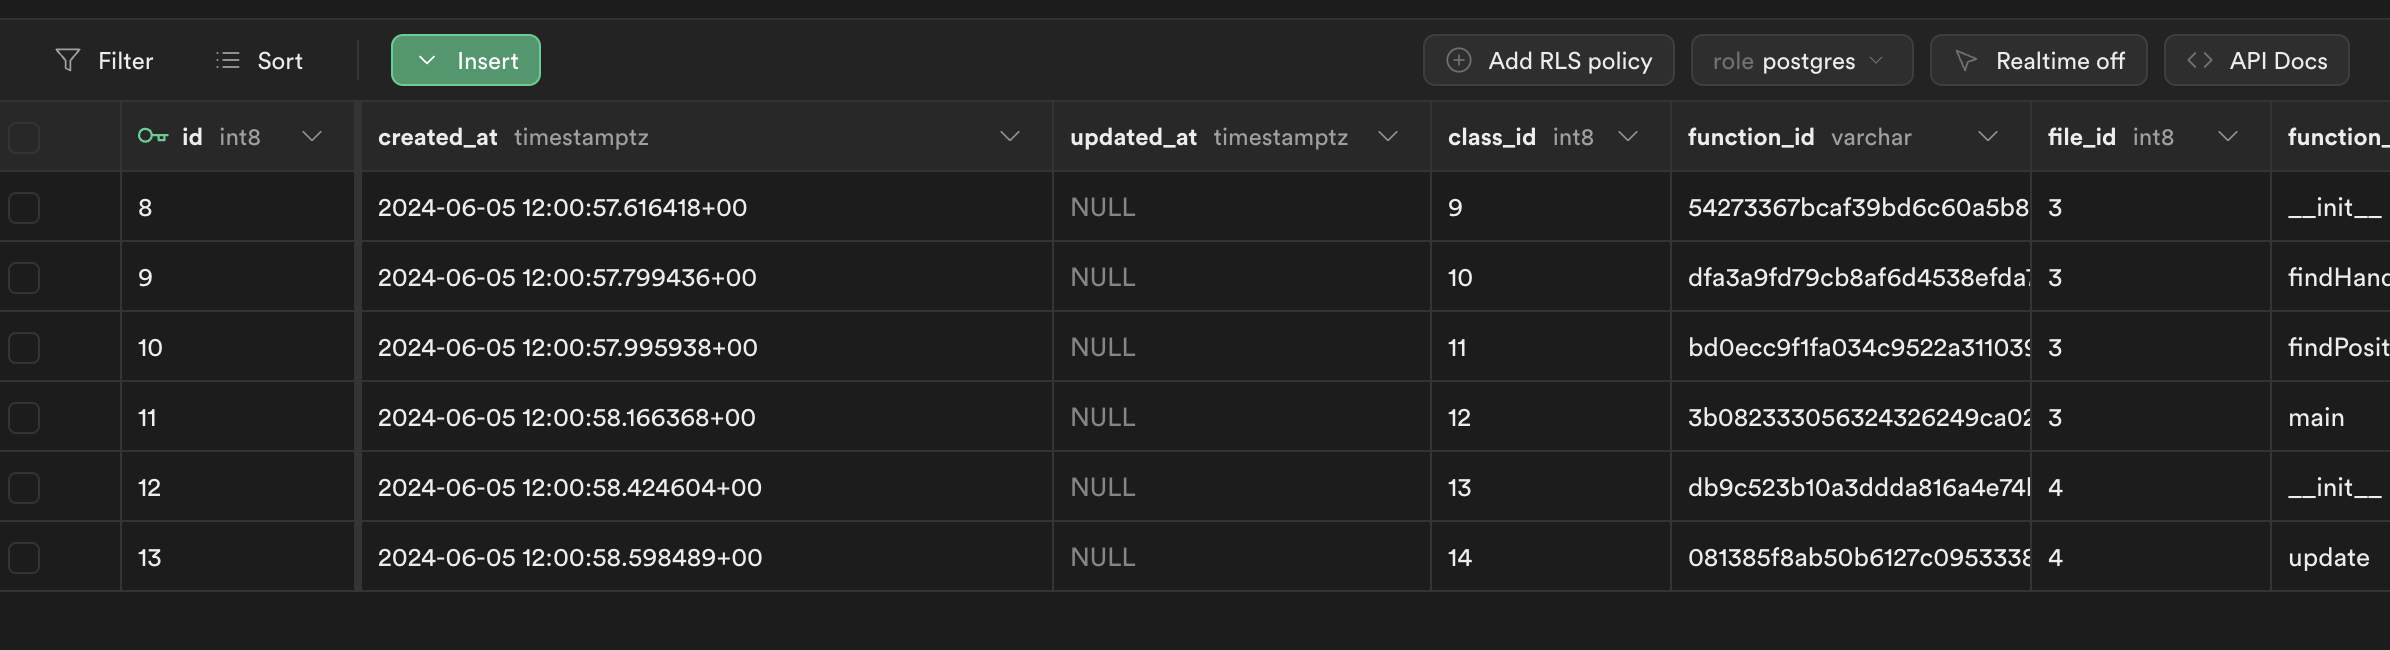 Filter Sort Insert Add RLS policy role postgres Realtime off API Docs
id int8 created_at timestamptz updated_at timestamptz class_id int8 function_id varchar file_id int8 function_
8 2024-06-05 12:00:57.616418+00 NULL 9 54273367bcaf39bd6c60a5b8 3 __init__
9 2024-06-05 12:00:57.799436+00 NULL 10 dfa3a9fd79cb8af6d4538efda 3 findHand
10 2024-06-05 12:00:57.995938+00 NULL 11 bd0ecc9f1fa034c9522a311039 3 findPosit
11 2024-06-05 12:00:58.166368+00 NULL 12 3b082333056324326249ca02 3 main
12 2024-06-05 12:00:58.424604+00 NULL 13 db9c523b10a3ddda816a4e74 4 __init__
13 2024-06-05 12:00:58.598489+00 NULL 14 081385f8ab50b6127c0953338 4 update